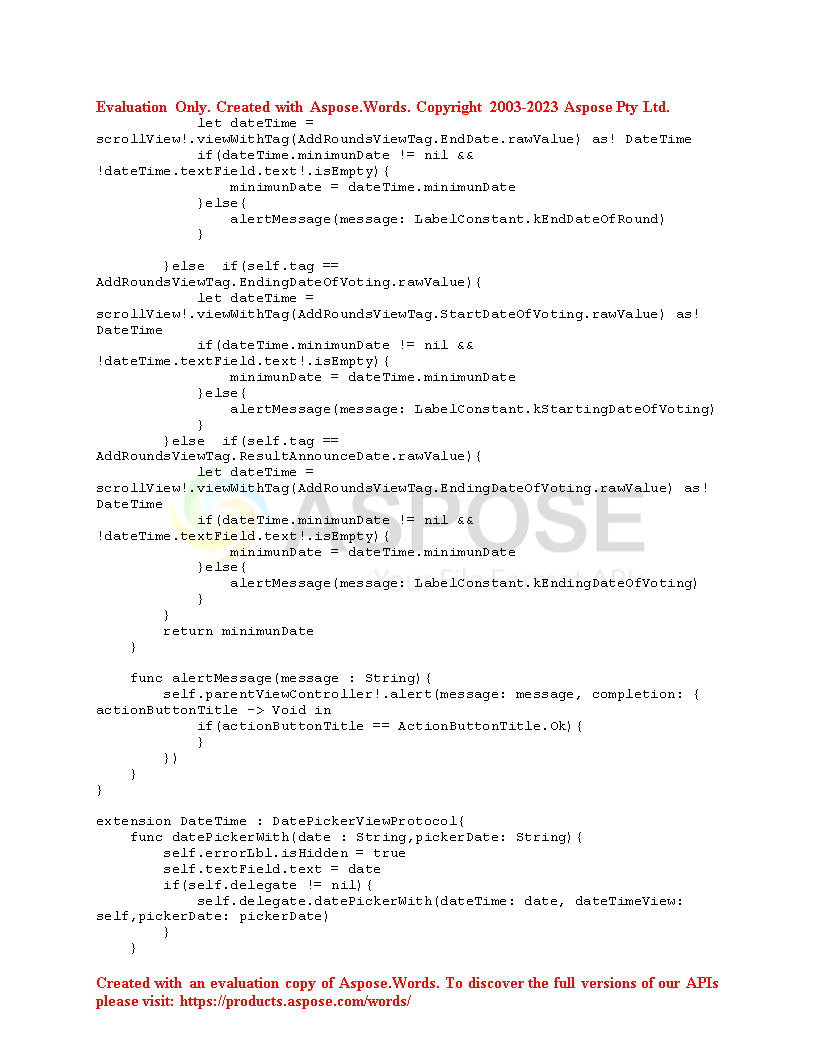 Evaluation Only. Created with Aspose.Words. Copyright 2003-2023 Aspose Pty Ltd.
            let dateTime =
scrollView!.viewWithTag(AddRoundsViewTag.EndDate.rawValue) as! DateTime
            if(dateTime.minimunDate != nil &&
!dateTime.textField.text!.isEmpty){
                minimunDate = dateTime.minimunDate
            }else{
                alertMessage(message: LabelConstant.kEndDateOfRound)
            }

        }else  if(self.tag ==
AddRoundsViewTag.EndingDateOfVoting.rawValue){
            let dateTime =
scrollView!.viewWithTag(AddRoundsViewTag.StartDateOfVoting.rawValue) as!
DateTime
            if(dateTime.minimunDate != nil &&
!dateTime.textField.text!.isEmpty){
                minimunDate = dateTime.minimunDate
            }else{
                alertMessage(message: LabelConstant.kStartingDateOfVoting)
            }
        }else  if(self.tag ==
AddRoundsViewTag.ResultAnnounceDate.rawValue){
            let dateTime =
scrollView!.viewWithTag(AddRoundsViewTag.EndingDateOfVoting.rawValue) as!
DateTime
            if(dateTime.minimunDate != nil &&
!dateTime.textField.text!.isEmpty){
                minimunDate = dateTime.minimunDate
            }else{
                alertMessage(message: LabelConstant.kEndingDateOfVoting)
            }
        }
        return minimunDate
    }

    func alertMessage(message : String){
        self.parentViewController!.alert(message: message, completion: {
actionButtonTitle -> Void in
            if(actionButtonTitle == ActionButtonTitle.Ok){
            }
        })
    }
}

extension DateTime : DatePickerViewProtocol{
    func datePickerWith(date : String,pickerDate: String){
        self.errorLbl.isHidden = true
        self.textField.text = date
        if(self.delegate != nil){
            self.delegate.datePickerWith(dateTime: date, dateTimeView:
self,pickerDate: pickerDate)
        }
    }

ASPOSE
Your File Format APIs
Created with an evaluation copy of Aspose.Words. To discover the full versions of our APIs
please visit: https://products.aspose.com/words/